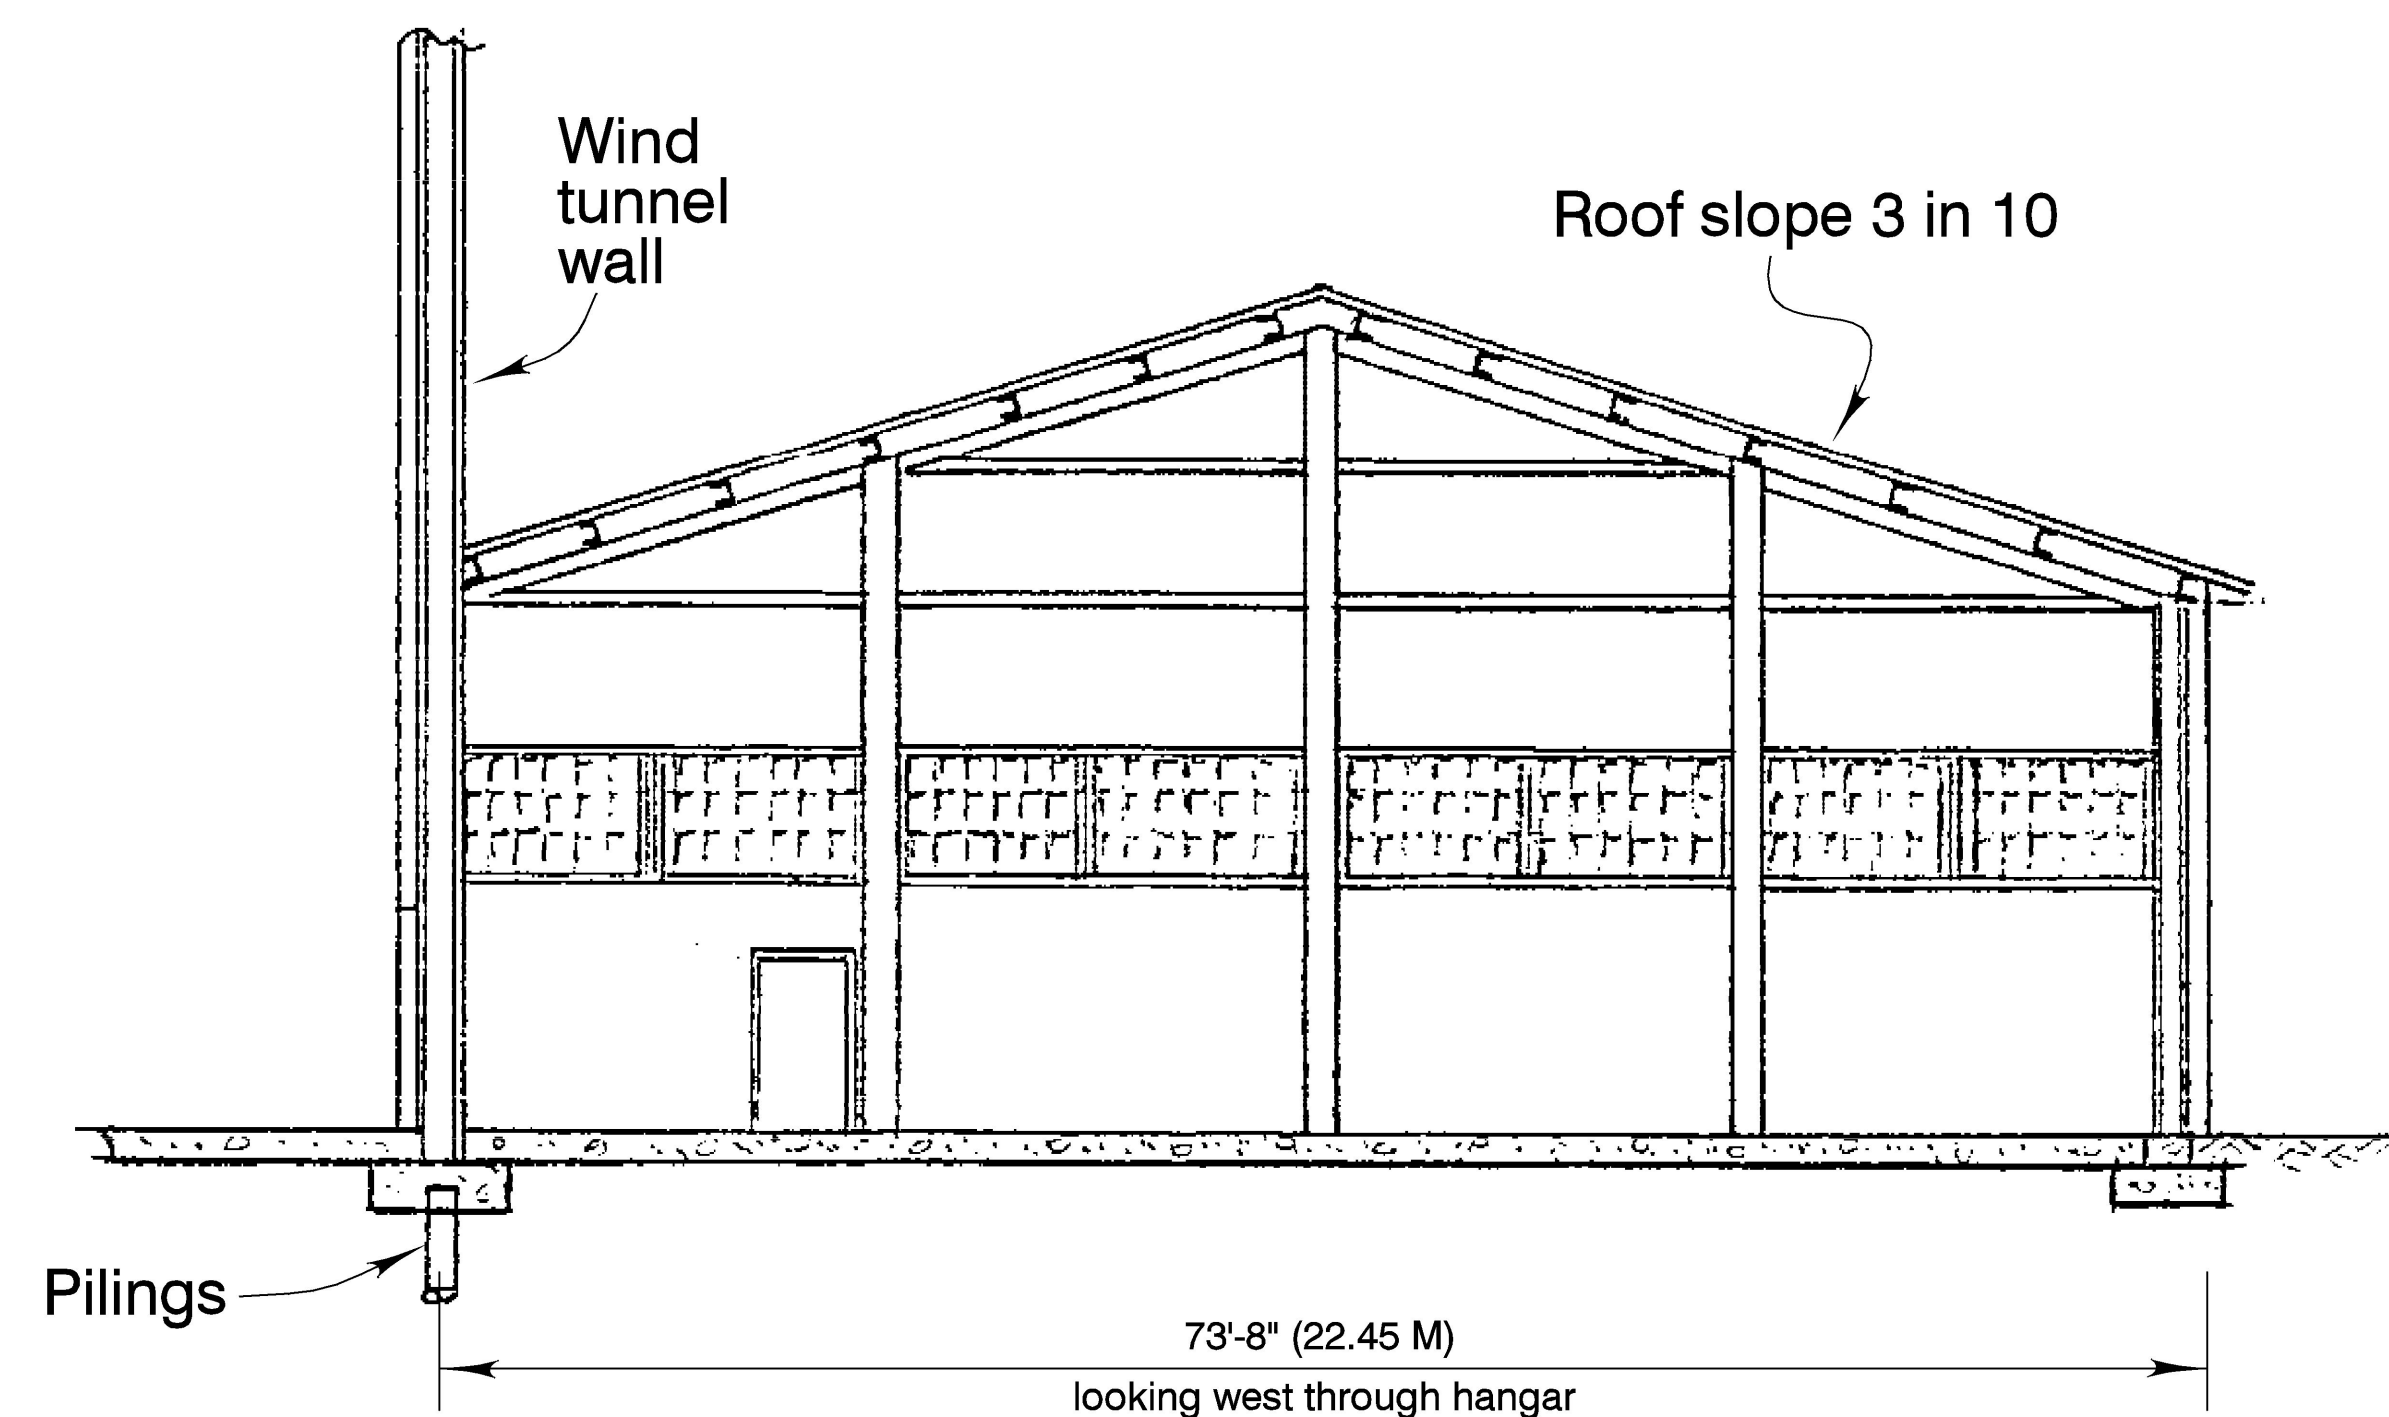 Wind
tunnel
wall
Roof slope 3 in 10
Pilings
73'-8" (22.45 M)
looking west through hangar